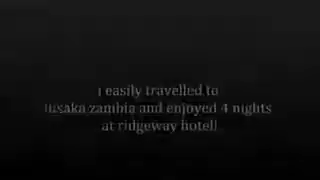 i easily travelled to
lusaka zambia and enjoyed 4 nights
at ridgeway hotel!